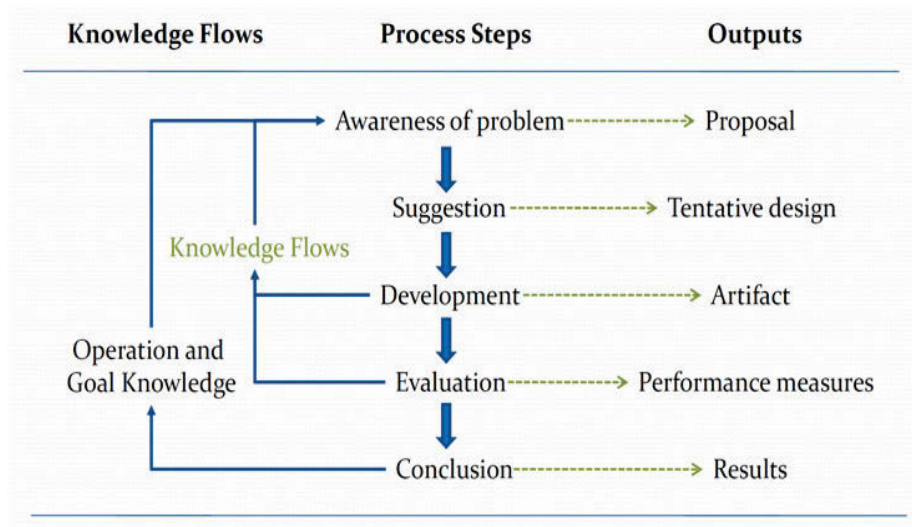 Knowledge Flows
Process Steps
Outputs
Awareness of problem
Proposal
Suggestion
Tentative design
Knowledge Flows
Development
Artifact
Operation and
Goal Knowledge
Evaluation
Performance measures
Conclusion
Results